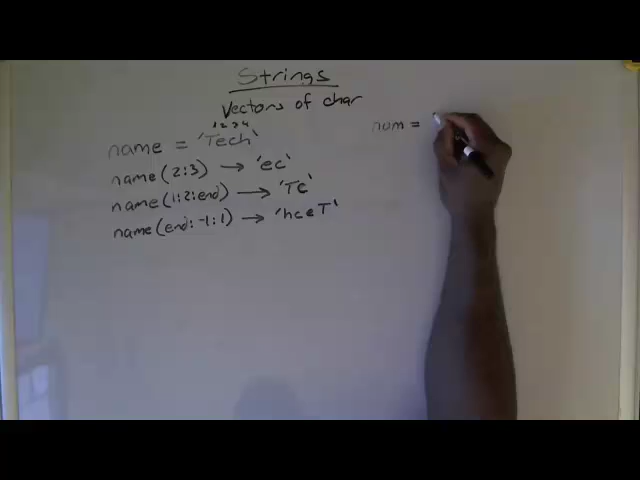 Strings
Vectors of char
1 2 3 4
name = 'Tech'
name(2:3) → 'ec'
name(1:2:end) → 'Tc'
name(end:-1:1) → 'hceT'
num =